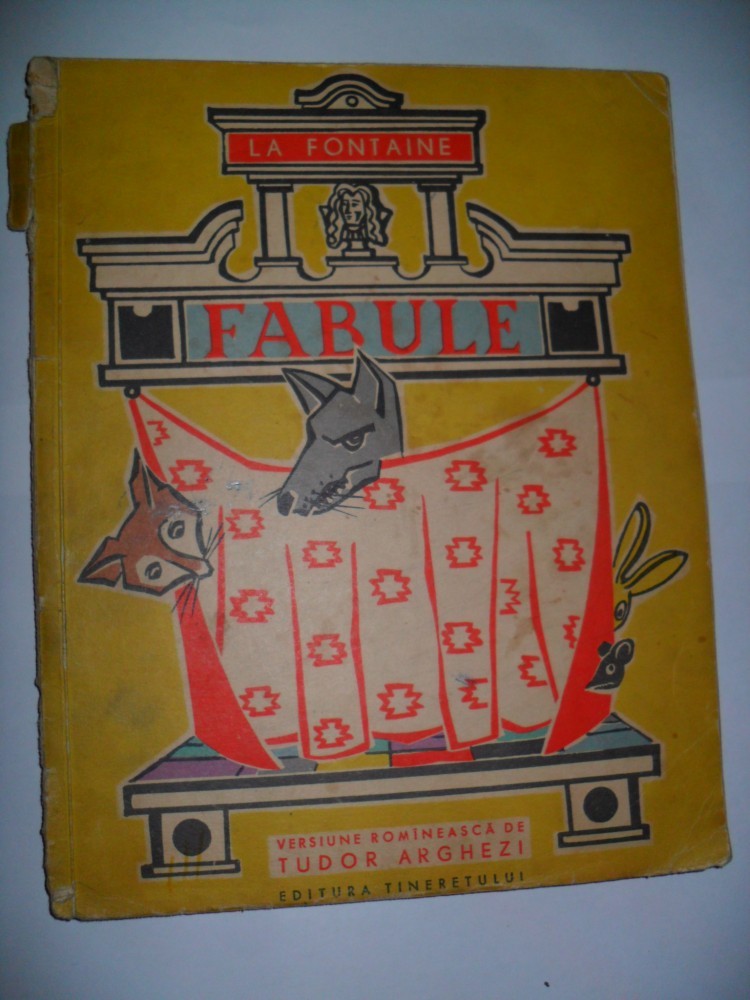 LA FONTAINE
FABULE
VERSIUNE ROMÎNEASCĂ DE
TUDOR ARGHEZI
EDITURA TINERETULUI